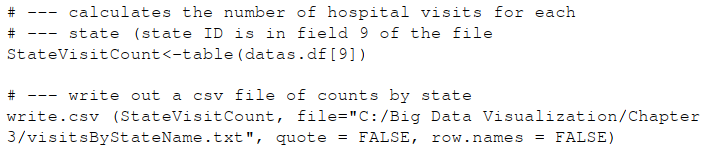 # --- calculates the number of hospital visits for each
# --- state (state ID is in field 9 of the file
StateVisitCount<-table(datas.df[9])
# --- write out a csv file of counts by state
write.csv (StateVisitCount, file="C:/Big Data Visualization/Chapter
3/visitsByStateName.txt", quote = FALSE, row.names = FALSE)